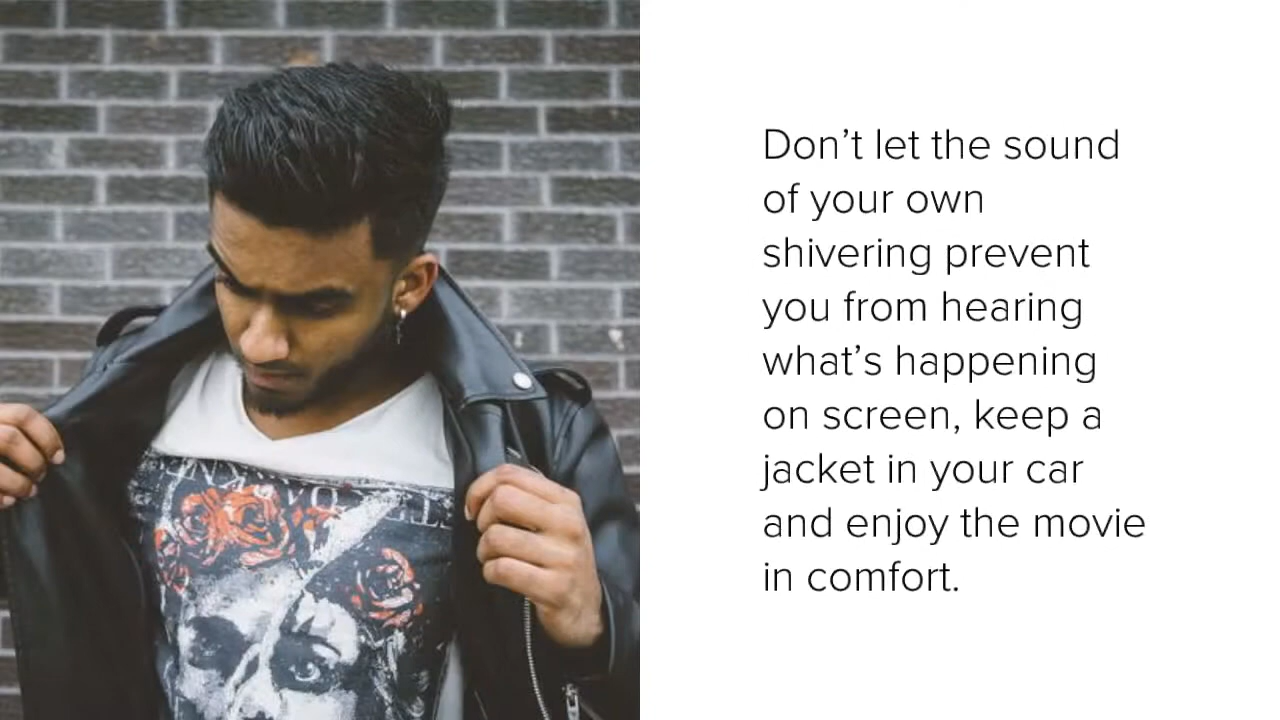 Don’t let the sound
of your own
shivering prevent
you from hearing
what’s happening
on screen, keep a
jacket in your car
and enjoy the movie
in comfort.